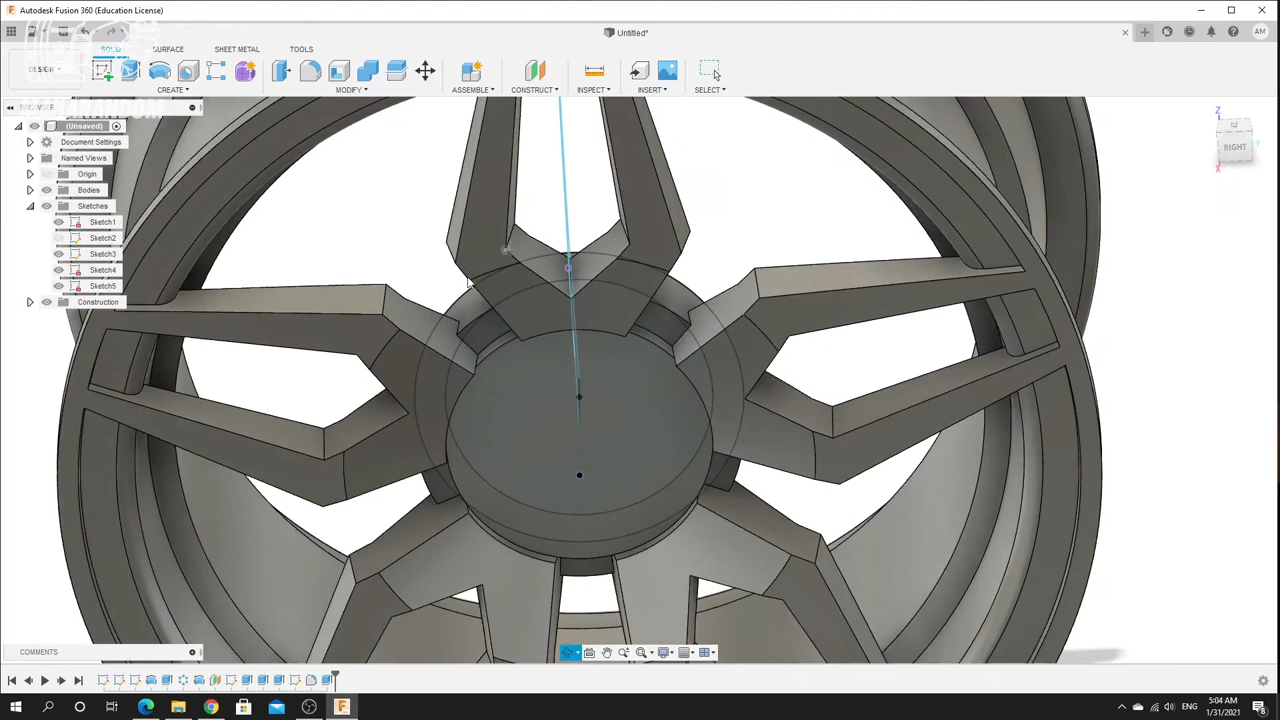 Autodesk Fusion 360 (Education License)
Untitled*
AM
SOLID SURFACE SHEET METAL TOOLS
DESIGN
CREATE MODIFY ASSEMBLE CONSTRUCT INSPECT INSERT SELECT
(Unsaved)
Document Settings
Named Views
Origin
Bodies
Sketches
Sketch1
Sketch2
Sketch3
Sketch4
Sketch5
Construction
Z
RIGHT
Y
X
COMMENTS
ENG
5:04 AM
1/31/2021